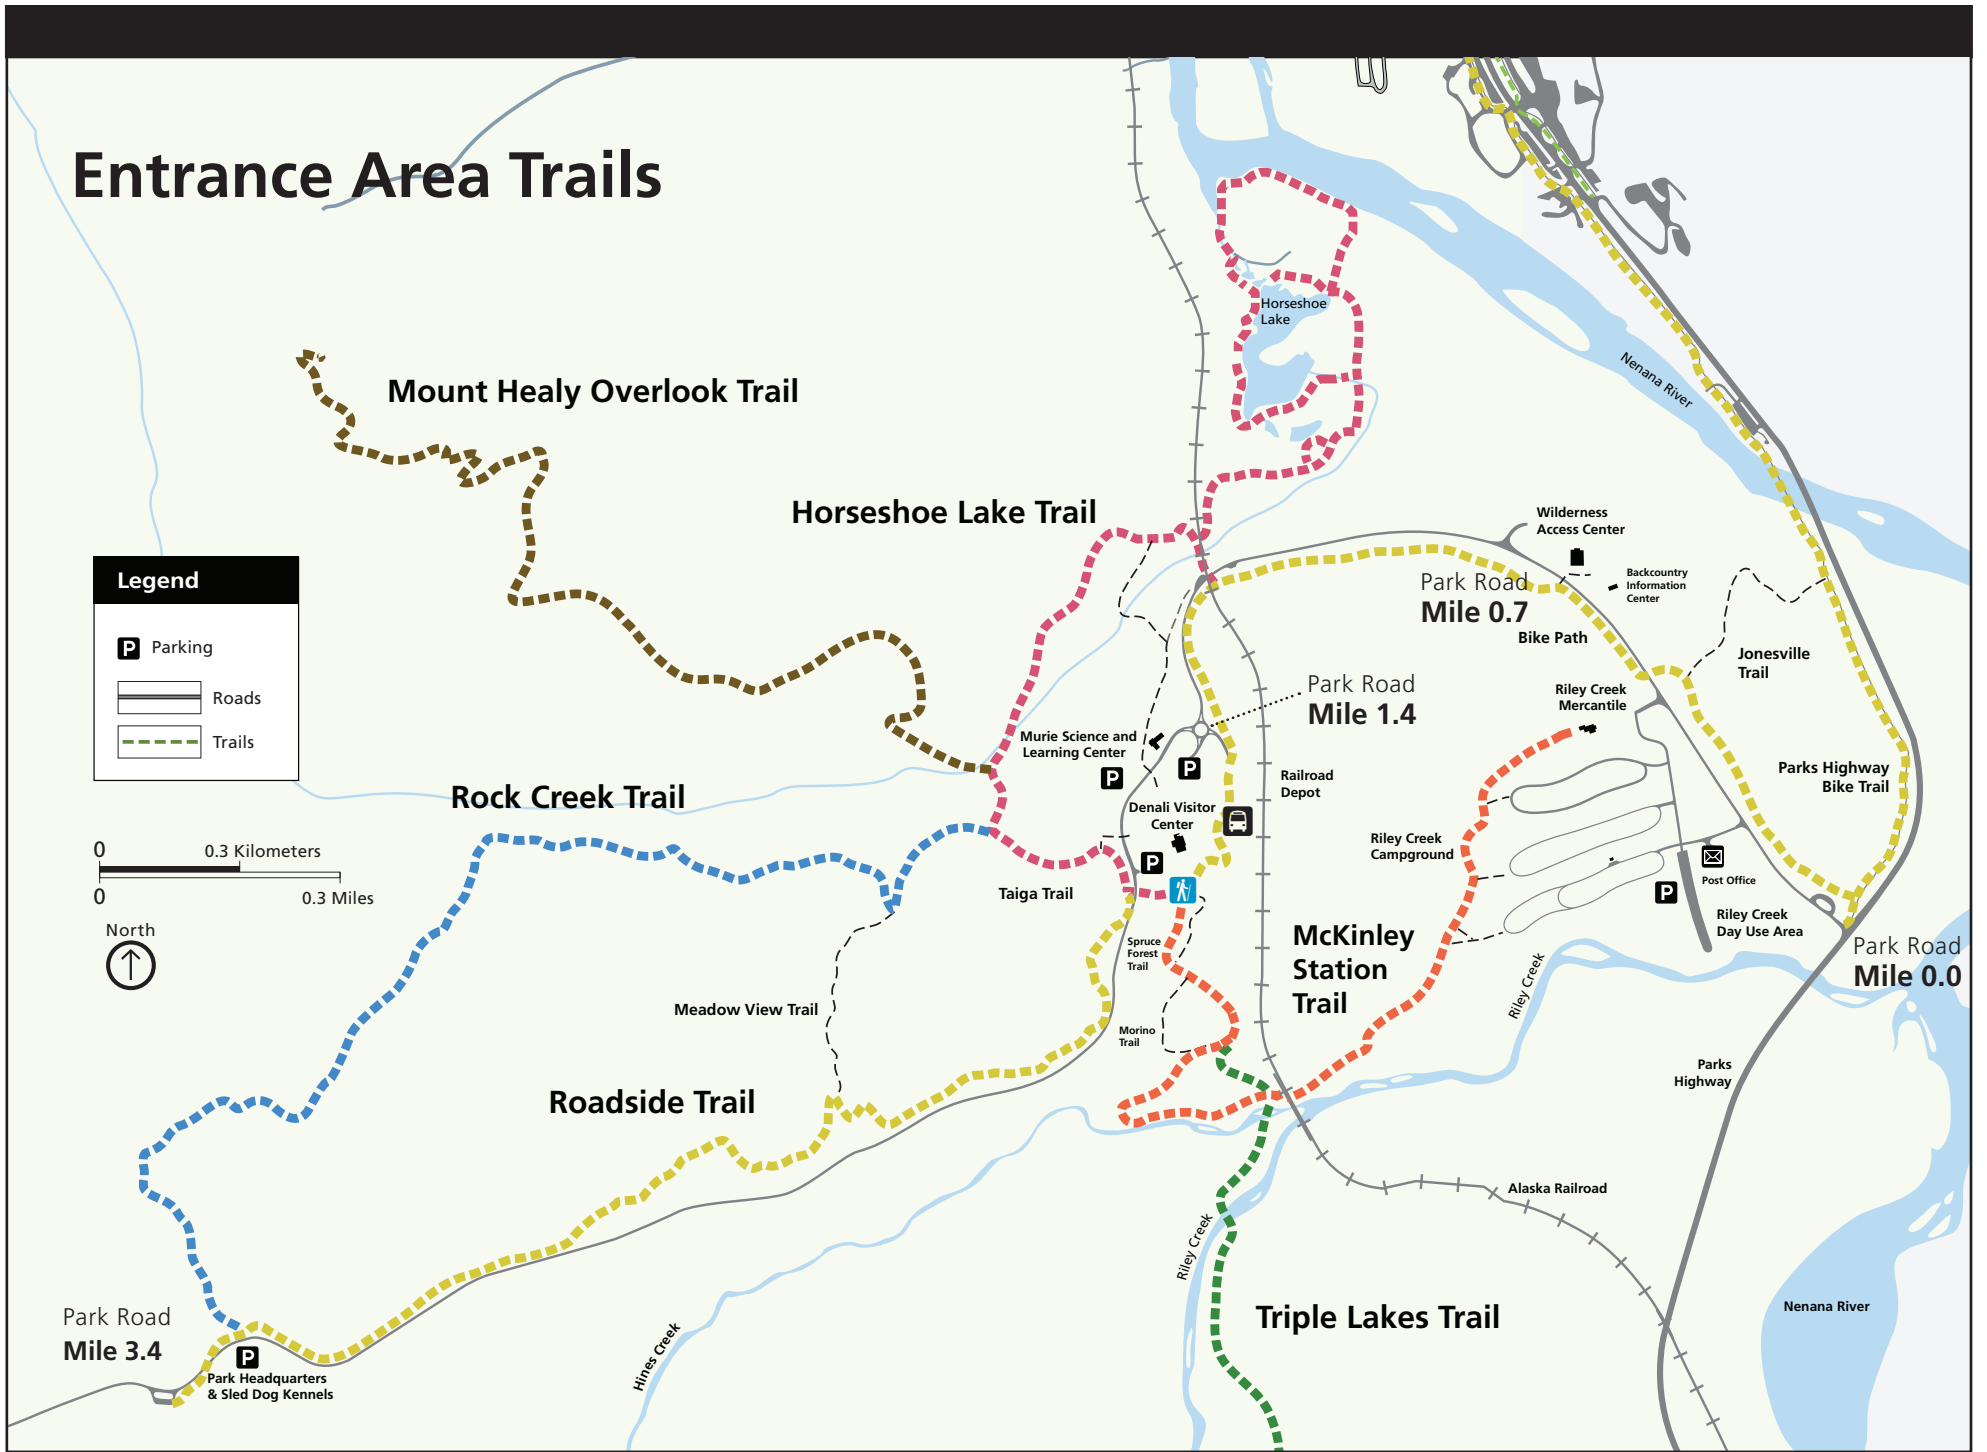 Entrance Area Trails
Horseshoe
Lake
Nenana River
Mount Healy Overlook Trail
Horseshoe Lake Trail
Wilderness
Access Center
Backcountry
Information
Center
Park Road
Mile 0.7
Bike Path
Jonesville
Trail
Legend
P Parking
Roads
Trails
Park Road
Mile 1.4
Riley Creek
Mercantile
Murie Science and
Learning Center
P
P
Railroad
Depot
Parks Highway
Bike Trail
Rock Creek Trail
Denali Visitor
Center
P
Riley Creek
Campground
Post Office
P
Riley Creek
Day Use Area
0 0.3 Kilometers
0 0.3 Miles
North
Taiga Trail
Spruce
Forest
Trail
McKinley
Station
Trail
Riley Creek
Park Road
Mile 0.0
Meadow View Trail
Morino
Trail
Parks
Highway
Roadside Trail
Alaska Railroad
Riley Creek
Triple Lakes Trail
Nenana River
Park Road
Mile 3.4
P
Park Headquarters
& Sled Dog Kennels
Hines Creek